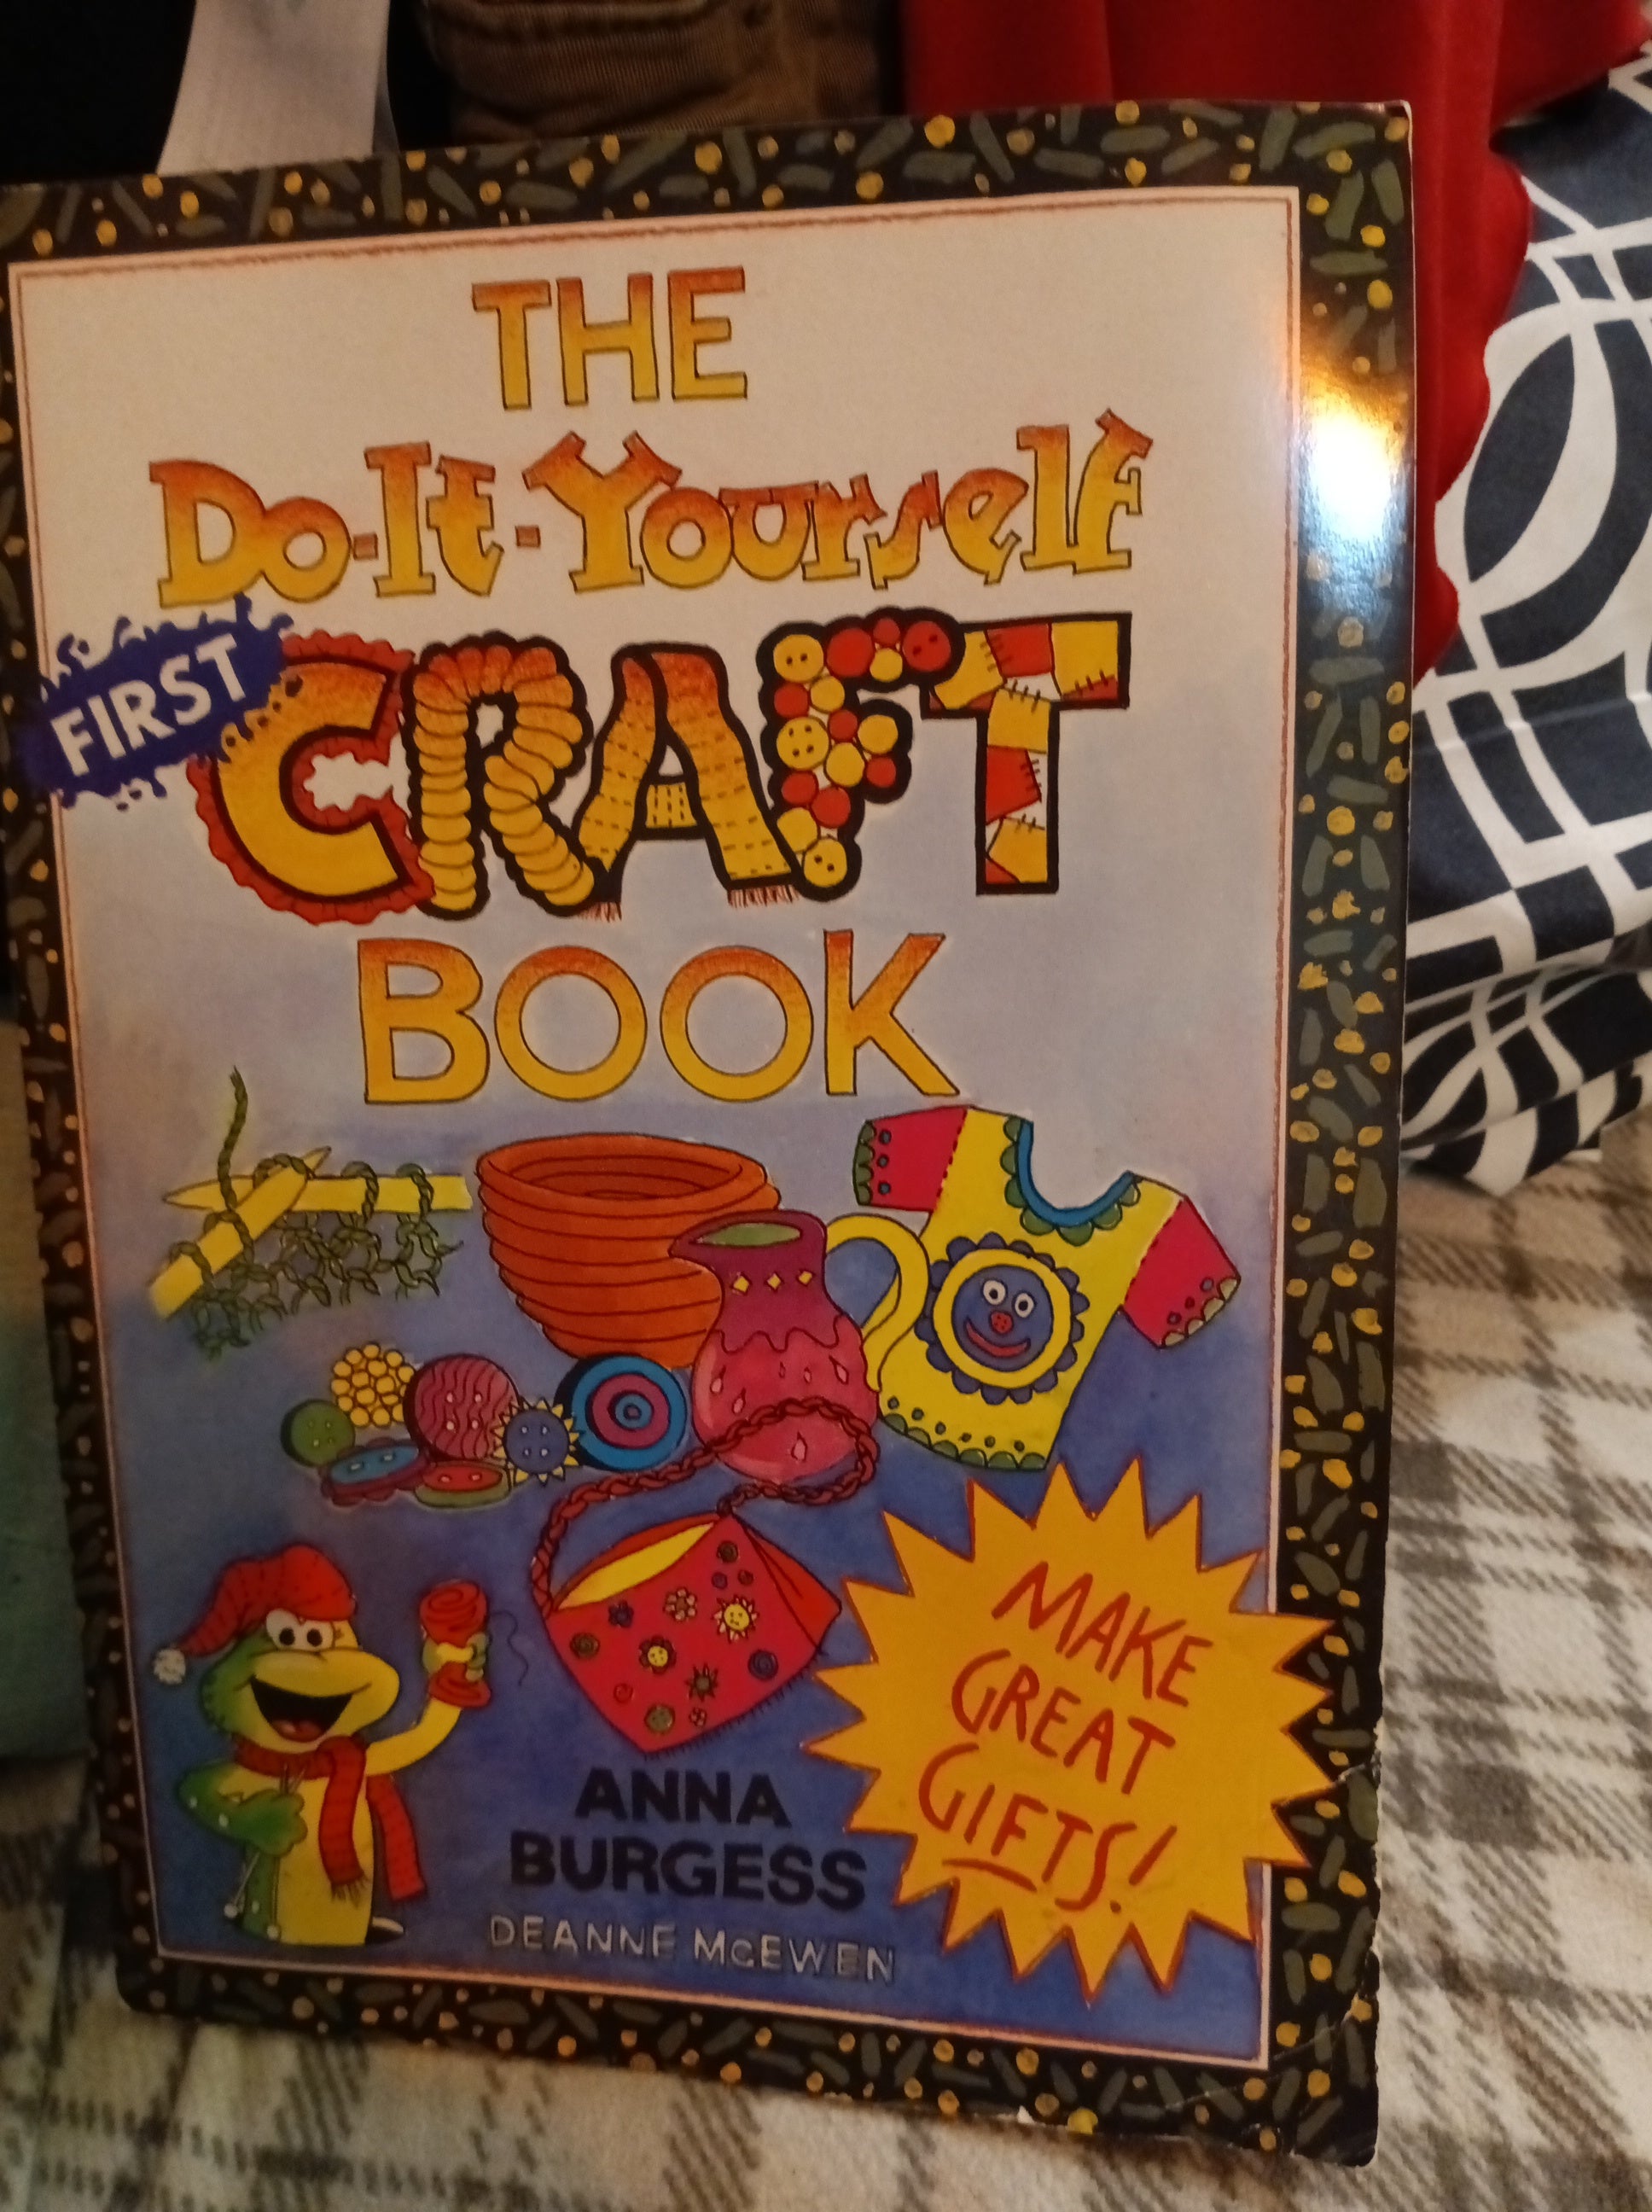 THE
Do-It-Yourself
FIRST
CRAFT
BOOK
MAKE
GREAT
GIFTS!
ANNA
BURGESS
DEANNE McEWEN